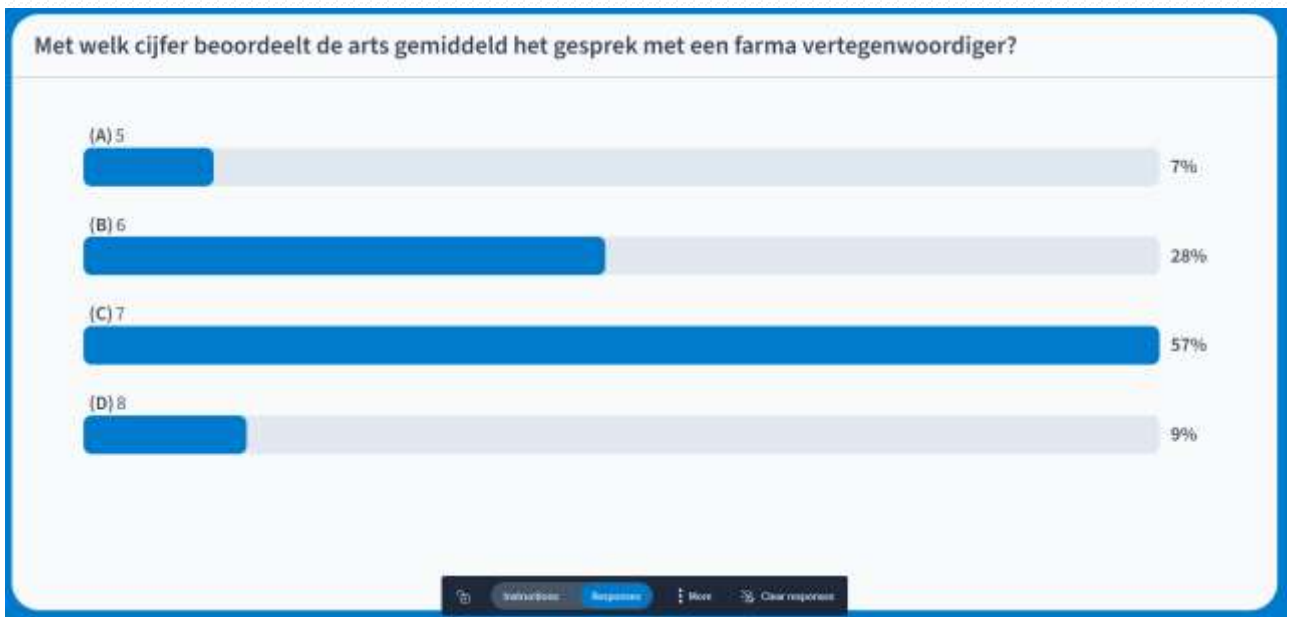 Met welk cijfer beoordeelt de arts gemiddeld het gesprek met een farma vertegenwoordiger?
(A) 5
7%
(B) 6
28%
(C) 7
57%
(D) 8
9%
Instructions Responses More Clear responses